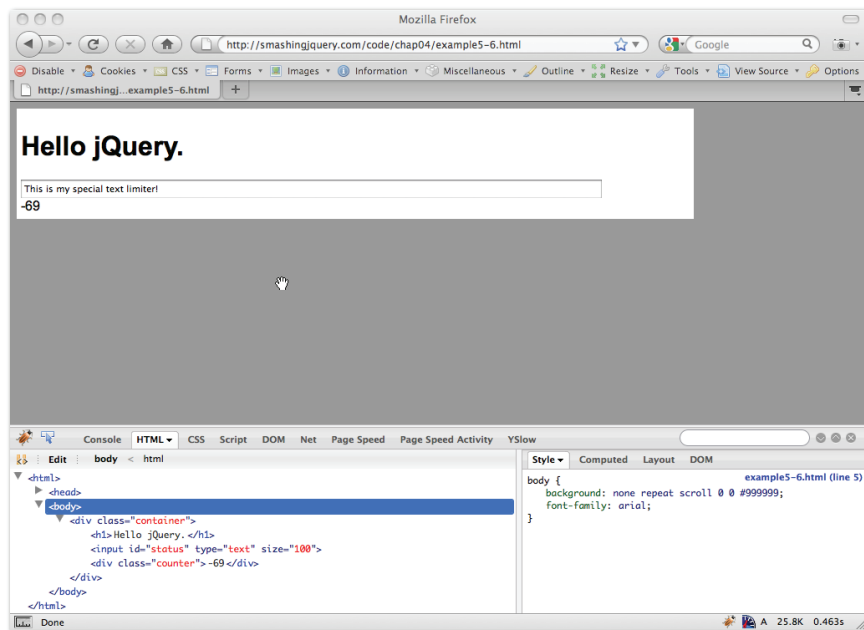 Mozilla Firefox
http://smashingjquery.com/code/chap04/example5-6.html
Google
Disable Cookies CSS Forms Images Information Miscellaneous Outline Resize Tools View Source Options
http://smashingj...example5-6.html +
Hello jQuery.
This is my special text limiter!
-69
Console HTML CSS Script DOM Net Page Speed Page Speed Activity YSlow
Edit body < html
Style Computed Layout DOM
<html>
<head>
<body>
<div class="container">
<h1>Hello jQuery.</h1>
<input id="status" type="text" size="100">
<div class="counter">-69</div>
</div>
</body>
</html>
example5-6.html (line 5)
body {
background: none repeat scroll 0 0 #999999;
font-family: arial;
}
Done
A 25.8K 0.463s